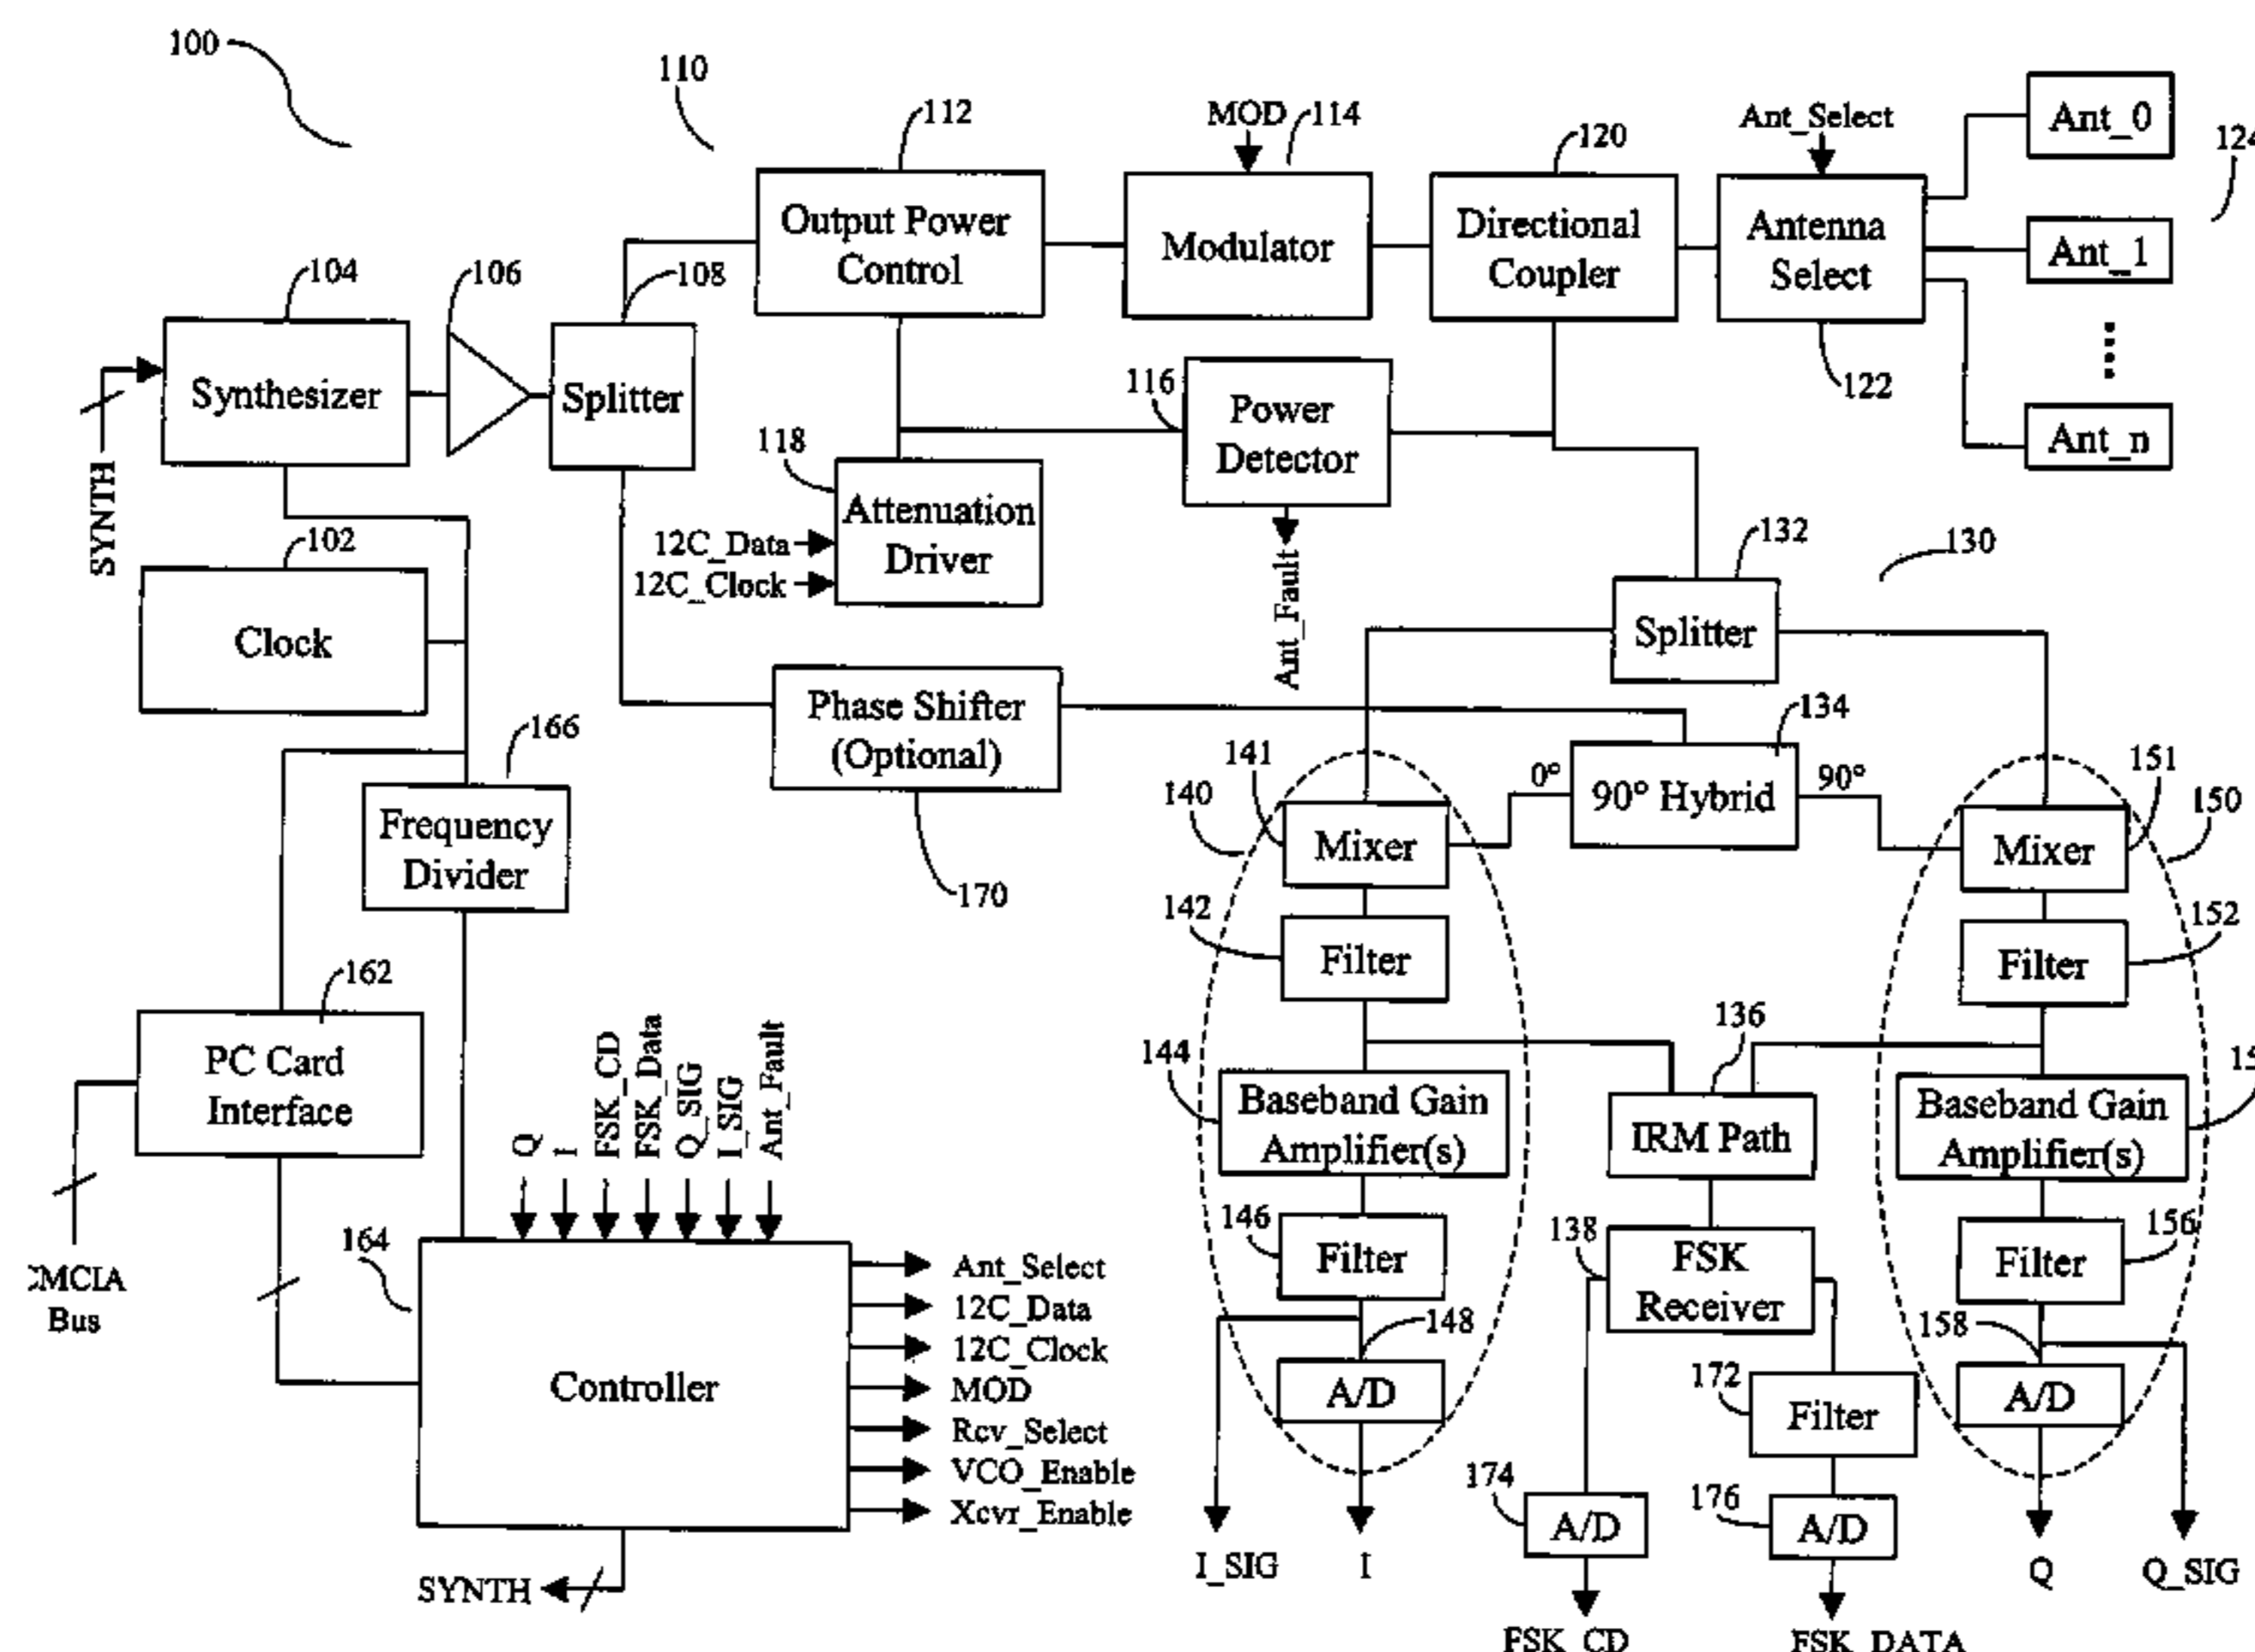 100
110
112
MOD
114
120
Ant_Select
Ant_0
124
Output Power
Control
Modulator
Directional
Coupler
Antenna
Select
Ant_1
104
106
108
Synthesizer
Splitter
116
Power
Detector
122
Ant_n
SYNTH
118
Attenuation
Driver
12C_Data
12C_Clock
Ant_Fault
102
Clock
132
130
Splitter
Phase Shifter
(Optional)
170
166
Frequency
Divider
134
90° Hybrid
0°
90°
141
140
Mixer
151
150
Mixer
142
Filter
152
Filter
162
PC Card
Interface
136
IRM Path
144
Baseband Gain
Amplifier(s)
Baseband Gain
Amplifier(s)
Q
I
FSK_CD
FSK_Data
Q_SIG
I_SIG
Ant_Fault
146
Filter
138
FSK
Receiver
156
Filter
MCIA
Bus
164
Controller
Ant_Select
12C_Data
12C_Clock
MOD
Rcv_Select
VCO_Enable
Xcvr_Enable
148
A/D
172
Filter
158
A/D
174
A/D
176
A/D
SYNTH
I_SIG
I
Q
Q_SIG
FSK_CD
FSK_DATA